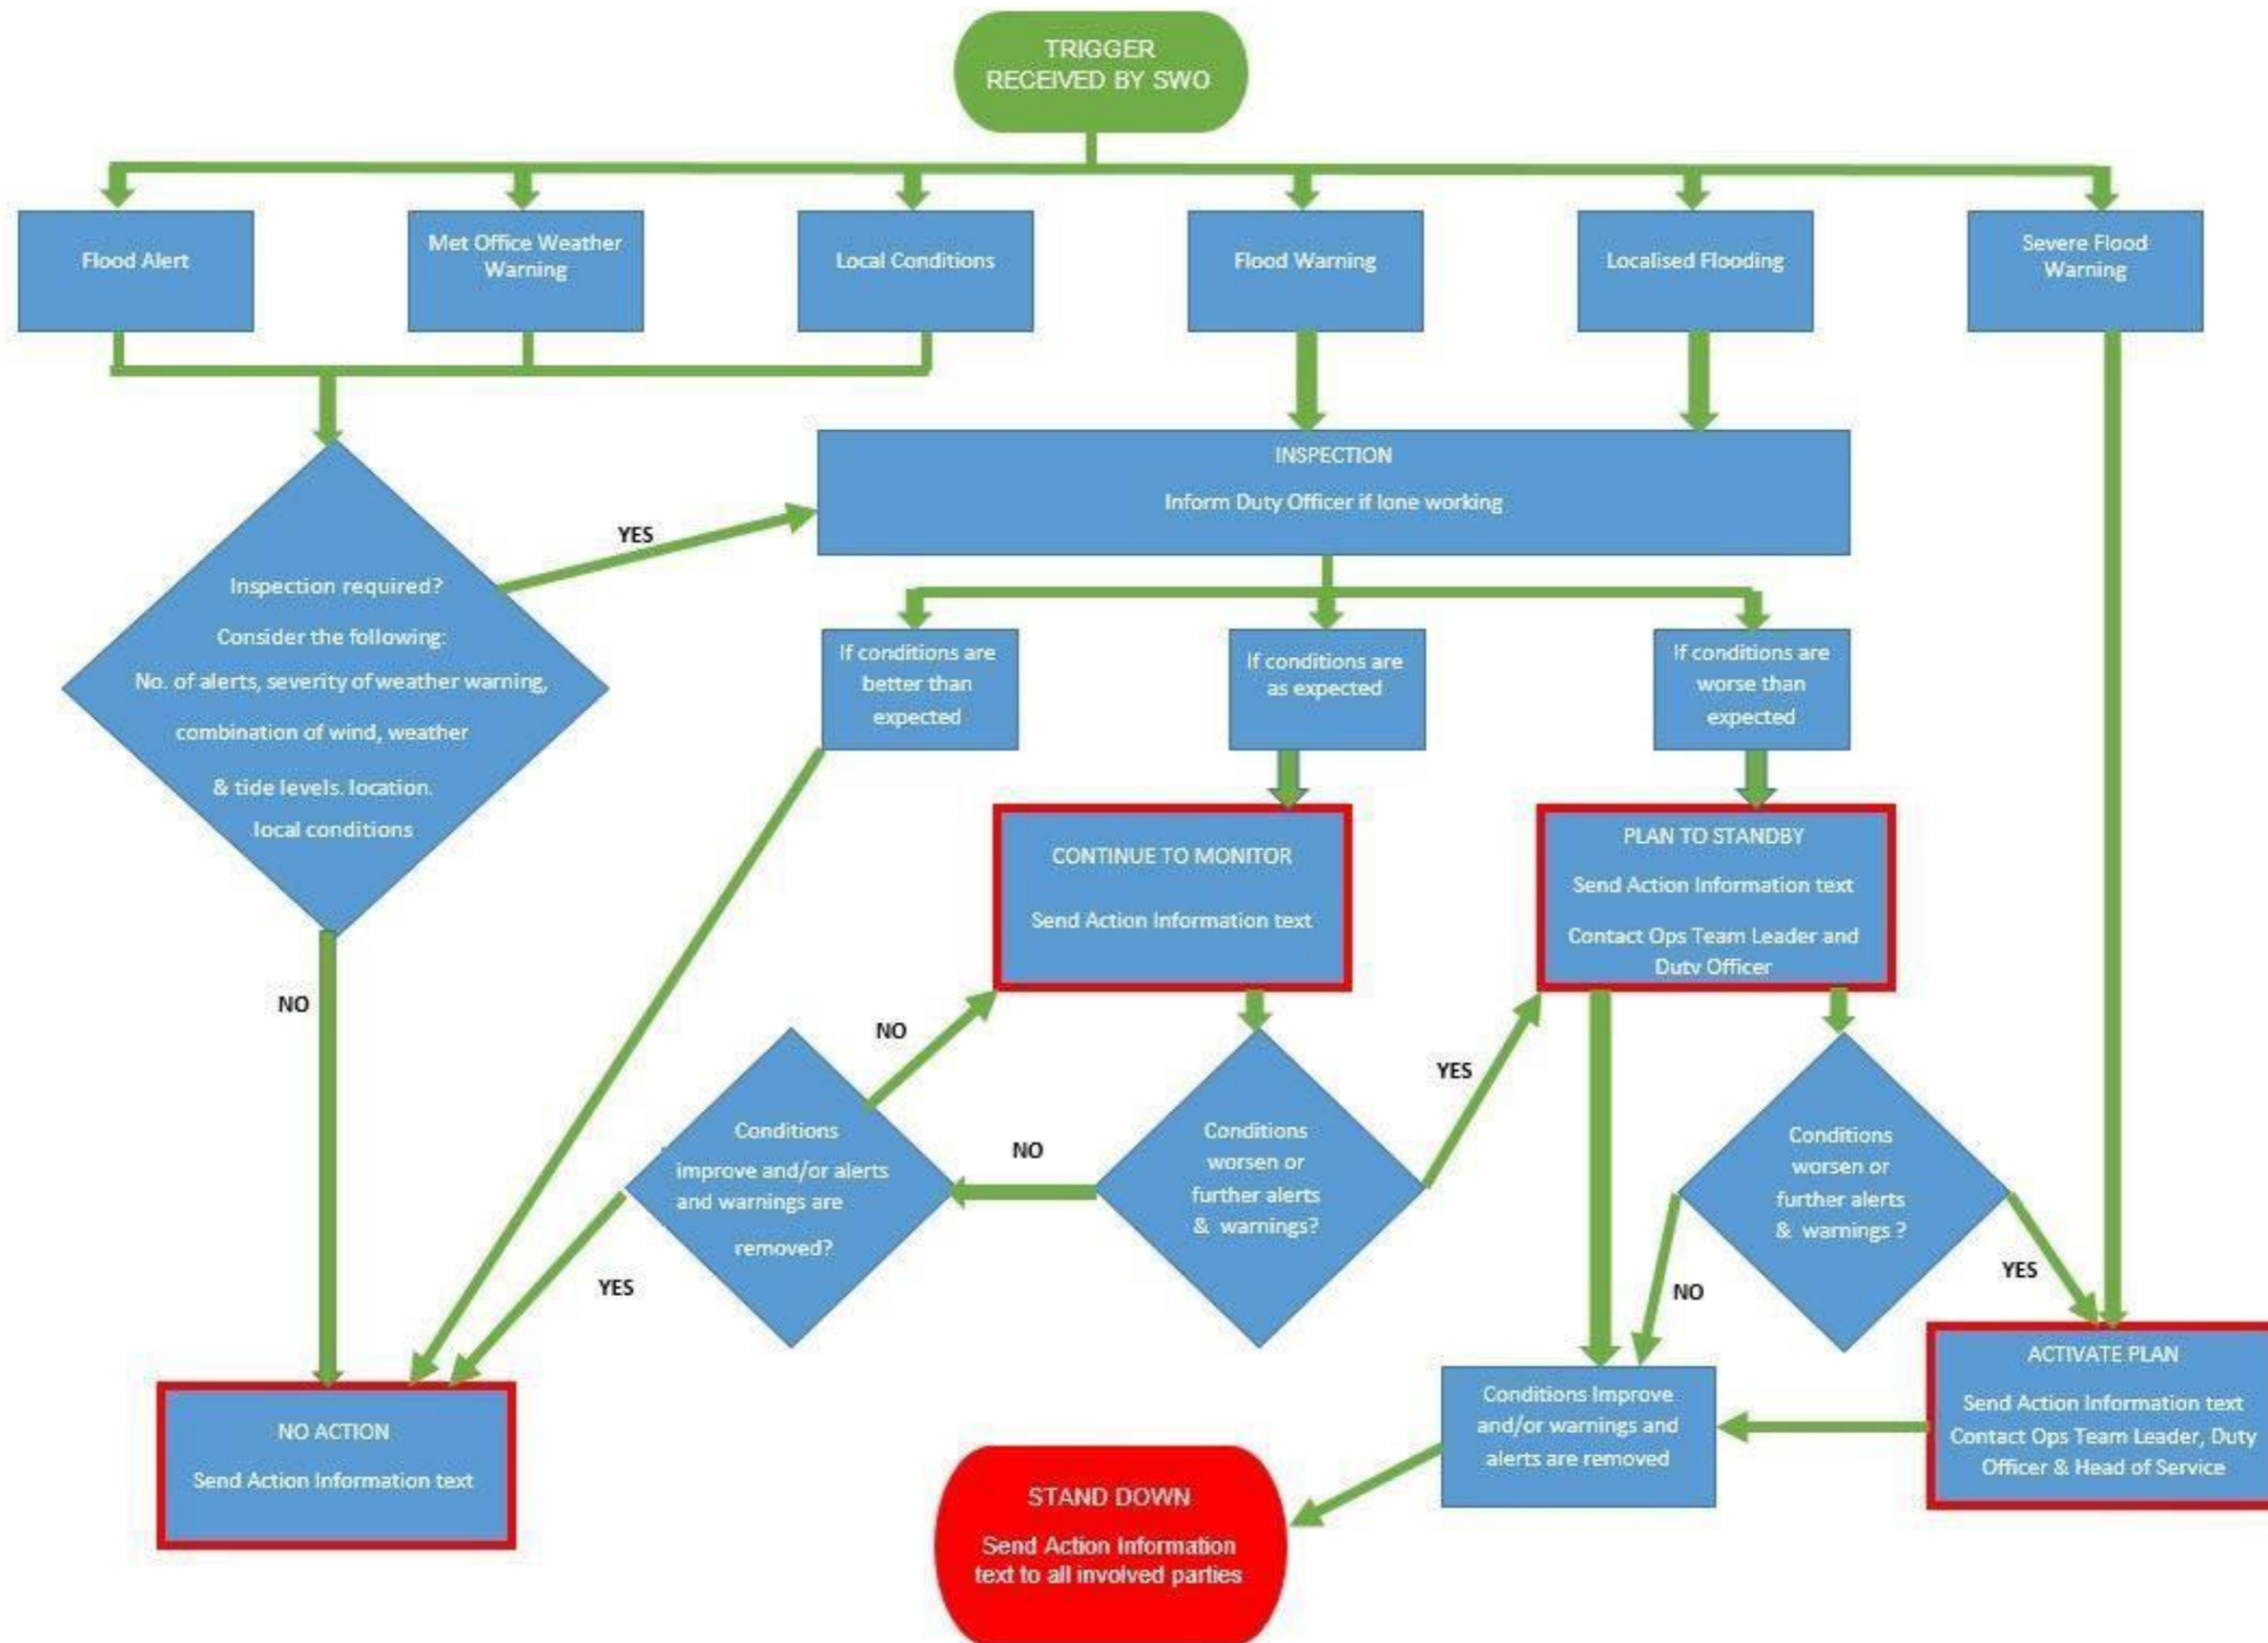 TRIGGER
RECEIVED BY SWO
Flood Alert
Met Office Weather
Warning
Local Conditions
Flood Warning
Localised Flooding
Severe Flood
Warning
INSPECTION
Inform Duty Officer if lone working
YES
Inspection required?
Consider the following:
No. of alerts, severity of weather warning,
combination of wind, weather
& tide levels. location.
local conditions
NO
If conditions are
better than
expected
If conditions are
as expected
If conditions are
worse than
expected
CONTINUE TO MONITOR
Send Action Information text
PLAN TO STANDBY
Send Action Information text
Contact Ops Team Leader and
Duty Officer
NO
Conditions
improve and/or alerts
and warnings are
removed?
YES
NO
Conditions
worsen or
further alerts
& warnings?
YES
Conditions
worsen or
further alerts
& warnings ?
NO
YES
NO ACTION
Send Action Information text
Conditions Improve
and/or warnings and
alerts are removed
ACTIVATE PLAN
Send Action Information text
Contact Ops Team Leader, Duty
Officer & Head of Service
STAND DOWN
Send Action Information
text to all involved parties